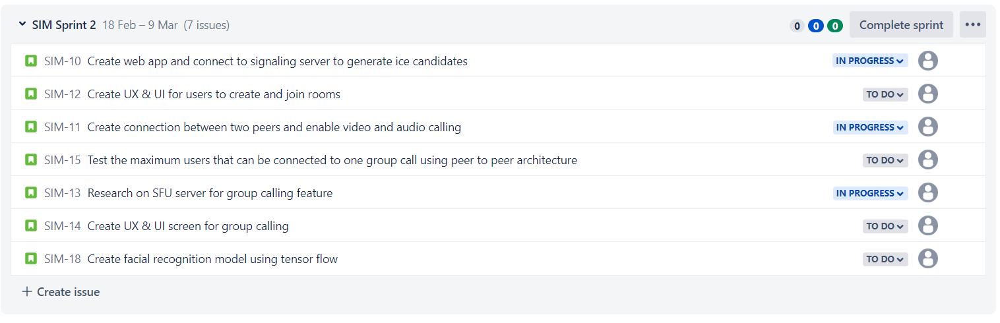 SIM Sprint 2 18 Feb – 9 Mar (7 issues) 0 0 0 Complete sprint
SIM-10 Create web app and connect to signaling server to generate ice candidates IN PROGRESS
SIM-12 Create UX & UI for users to create and join rooms TO DO
SIM-11 Create connection between two peers and enable video and audio calling IN PROGRESS
SIM-15 Test the maximum users that can be connected to one group call using peer to peer architecture TO DO
SIM-13 Research on SFU server for group calling feature IN PROGRESS
SIM-14 Create UX & UI screen for group calling TO DO
SIM-18 Create facial recognition model using tensor flow TO DO
+ Create issue